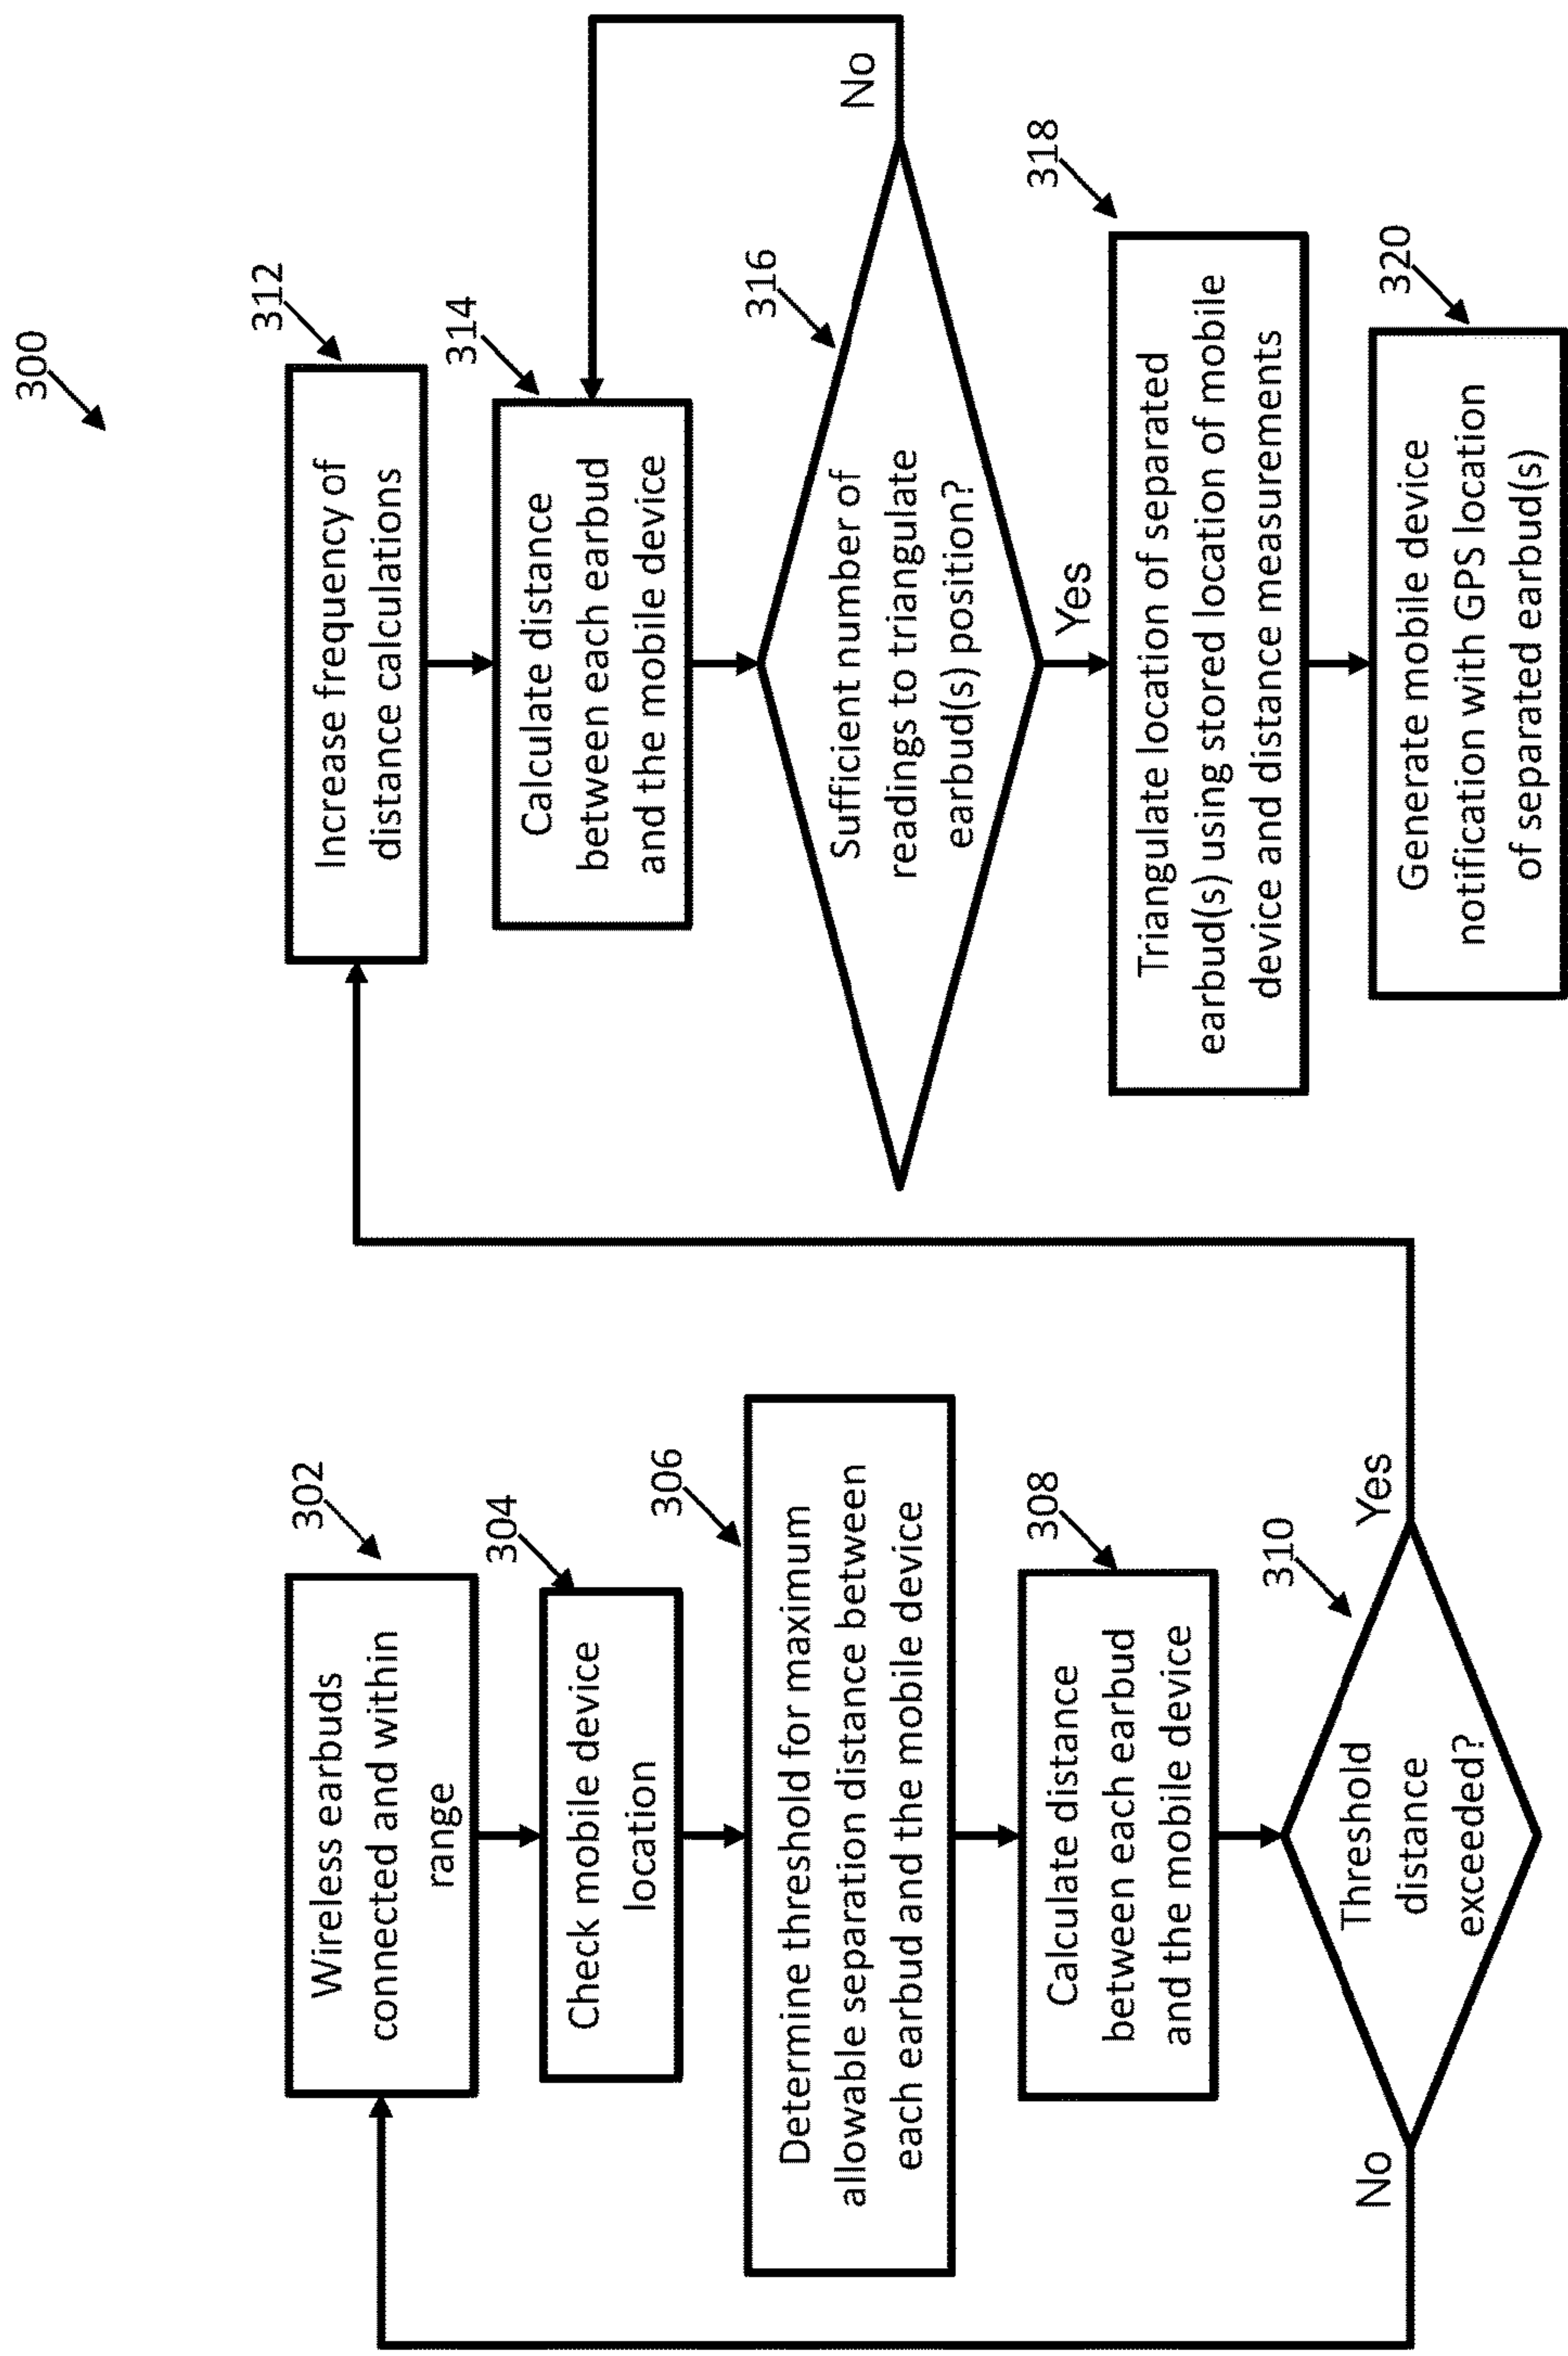 300
302
Wireless earbuds
connected and within
range
304
Check mobile device
location
306
Determine threshold for maximum
allowable separation distance between
each earbud and the mobile device
308
Calculate distance
between each earbud
and the mobile device
310
Threshold
distance
exceeded?
No
Yes
312
Increase frequency of
distance calculations
314
Calculate distance
between each earbud
and the mobile device
316
Sufficient number of
readings to triangulate
earbud(s) position?
No
Yes
318
Triangulate location of separated
earbud(s) using stored location of mobile
device and distance measurements
320
Generate mobile device
notification with GPS location
of separated earbud(s)